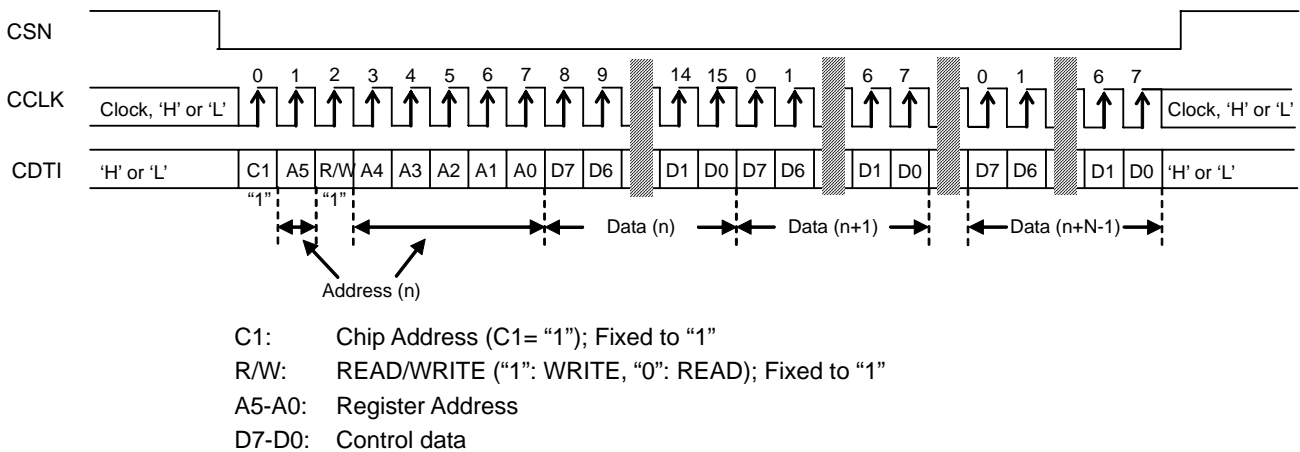 CSN
0 1 2 3 4 5 6 7 8 9 14 15 0 1 6 7 0 1 6 7
CCLK Clock, 'H' or 'L' Clock, 'H' or 'L'
CDTI 'H' or 'L' C1 A5 R/W A4 A3 A2 A1 A0 D7 D6 D1 D0 D7 D6 D1 D0 D7 D6 D1 D0 'H' or 'L'
“1” “1”
Data (n) Data (n+1) Data (n+N-1)
Address (n)
C1: Chip Address (C1= “1”); Fixed to “1”
R/W: READ/WRITE (“1”: WRITE, “0”: READ); Fixed to “1”
A5-A0: Register Address
D7-D0: Control data